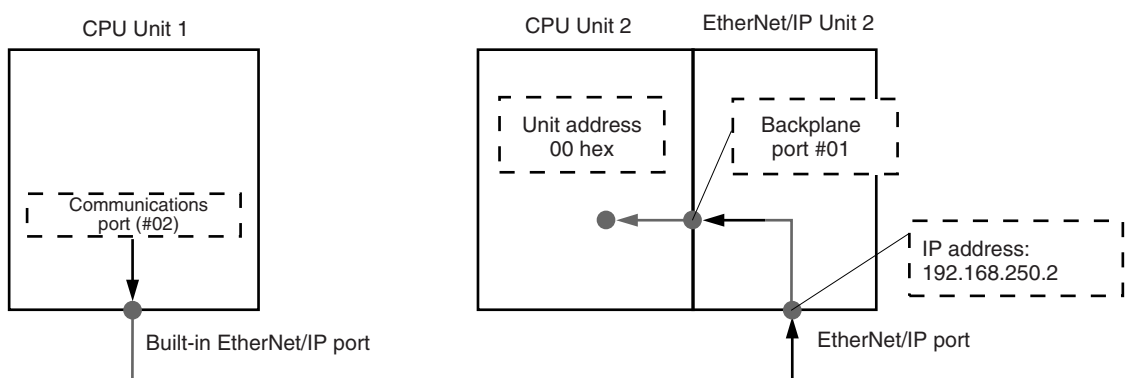 CPU Unit 1
CPU Unit 2
EtherNet/IP Unit 2
Unit address
00 hex
Backplane
port #01
Communications
port (#02)
IP address:
192.168.250.2
Built-in EtherNet/IP port
EtherNet/IP port